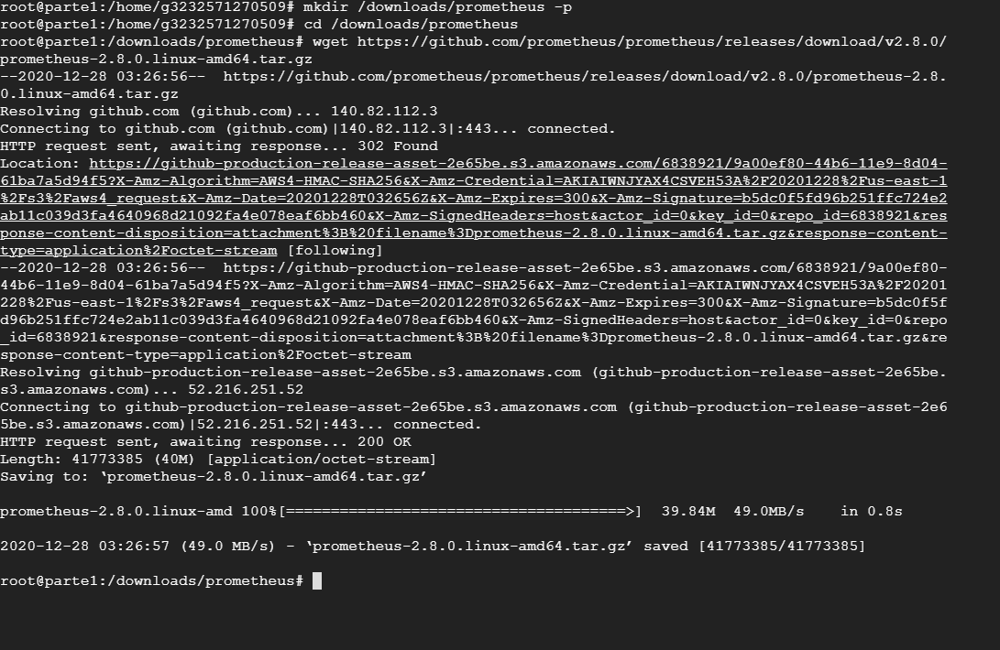 root@parte1:/home/g3232571270509# mkdir /downloads/prometheus -p
root@parte1:/home/g3232571270509# cd /downloads/prometheus
root@parte1:/downloads/prometheus# wget https://github.com/prometheus/prometheus/releases/download/v2.8.0/
prometheus-2.8.0.linux-amd64.tar.gz
--2020-12-28 03:26:56--  https://github.com/prometheus/prometheus/releases/download/v2.8.0/prometheus-2.8.
0.linux-amd64.tar.gz
Resolving github.com (github.com)... 140.82.112.3
Connecting to github.com (github.com)|140.82.112.3|:443... connected.
HTTP request sent, awaiting response... 302 Found
Location: https://github-production-release-asset-2e65be.s3.amazonaws.com/6838921/9a00ef80-44b6-11e9-8d04-
61ba7a5d94f5?X-Amz-Algorithm=AWS4-HMAC-SHA256&X-Amz-Credential=AKIAIWNJYAX4CSVEH53A%2F20201228%2Fus-east-1
%2Fs3%2Faws4_request&X-Amz-Date=20201228T032656Z&X-Amz-Expires=300&X-Amz-Signature=b5dc0f5fd96b251ffc724e2
ab11c039d3fa4640968d21092fa4e078eaf6bb460&X-Amz-SignedHeaders=host&actor_id=0&key_id=0&repo_id=6838921&res
ponse-content-disposition=attachment%3B%20filename%3Dprometheus-2.8.0.linux-amd64.tar.gz&response-content-
type=application%2Foctet-stream [following]
--2020-12-28 03:26:56--  https://github-production-release-asset-2e65be.s3.amazonaws.com/6838921/9a00ef80-
44b6-11e9-8d04-61ba7a5d94f5?X-Amz-Algorithm=AWS4-HMAC-SHA256&X-Amz-Credential=AKIAIWNJYAX4CSVEH53A%2F20201
228%2Fus-east-1%2Fs3%2Faws4_request&X-Amz-Date=20201228T032656Z&X-Amz-Expires=300&X-Amz-Signature=b5dc0f5f
d96b251ffc724e2ab11c039d3fa4640968d21092fa4e078eaf6bb460&X-Amz-SignedHeaders=host&actor_id=0&key_id=0&repo
_id=6838921&response-content-disposition=attachment%3B%20filename%3Dprometheus-2.8.0.linux-amd64.tar.gz&re
sponse-content-type=application%2Foctet-stream
Resolving github-production-release-asset-2e65be.s3.amazonaws.com (github-production-release-asset-2e65be.
s3.amazonaws.com)... 52.216.251.52
Connecting to github-production-release-asset-2e65be.s3.amazonaws.com (github-production-release-asset-2e6
5be.s3.amazonaws.com)|52.216.251.52|:443... connected.
HTTP request sent, awaiting response... 200 OK
Length: 41773385 (40M) [application/octet-stream]
Saving to: ‘prometheus-2.8.0.linux-amd64.tar.gz’
prometheus-2.8.0.linux-amd 100%[======================================>]  39.84M  49.0MB/s    in 0.8s
2020-12-28 03:26:57 (49.0 MB/s) - ‘prometheus-2.8.0.linux-amd64.tar.gz’ saved [41773385/41773385]
root@parte1:/downloads/prometheus#